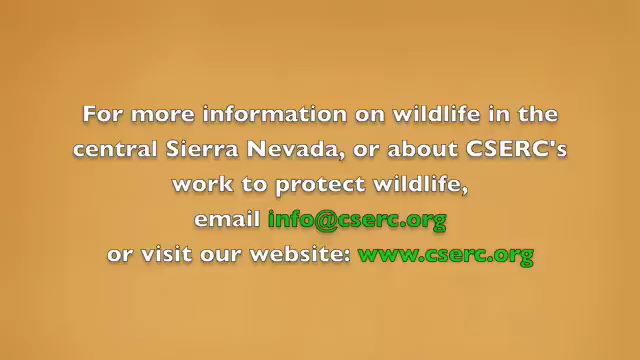 For more information on wildlife in the
central Sierra Nevada, or about CSERC's
work to protect wildlife,
email info@cserc.org
or visit our website: www.cserc.org